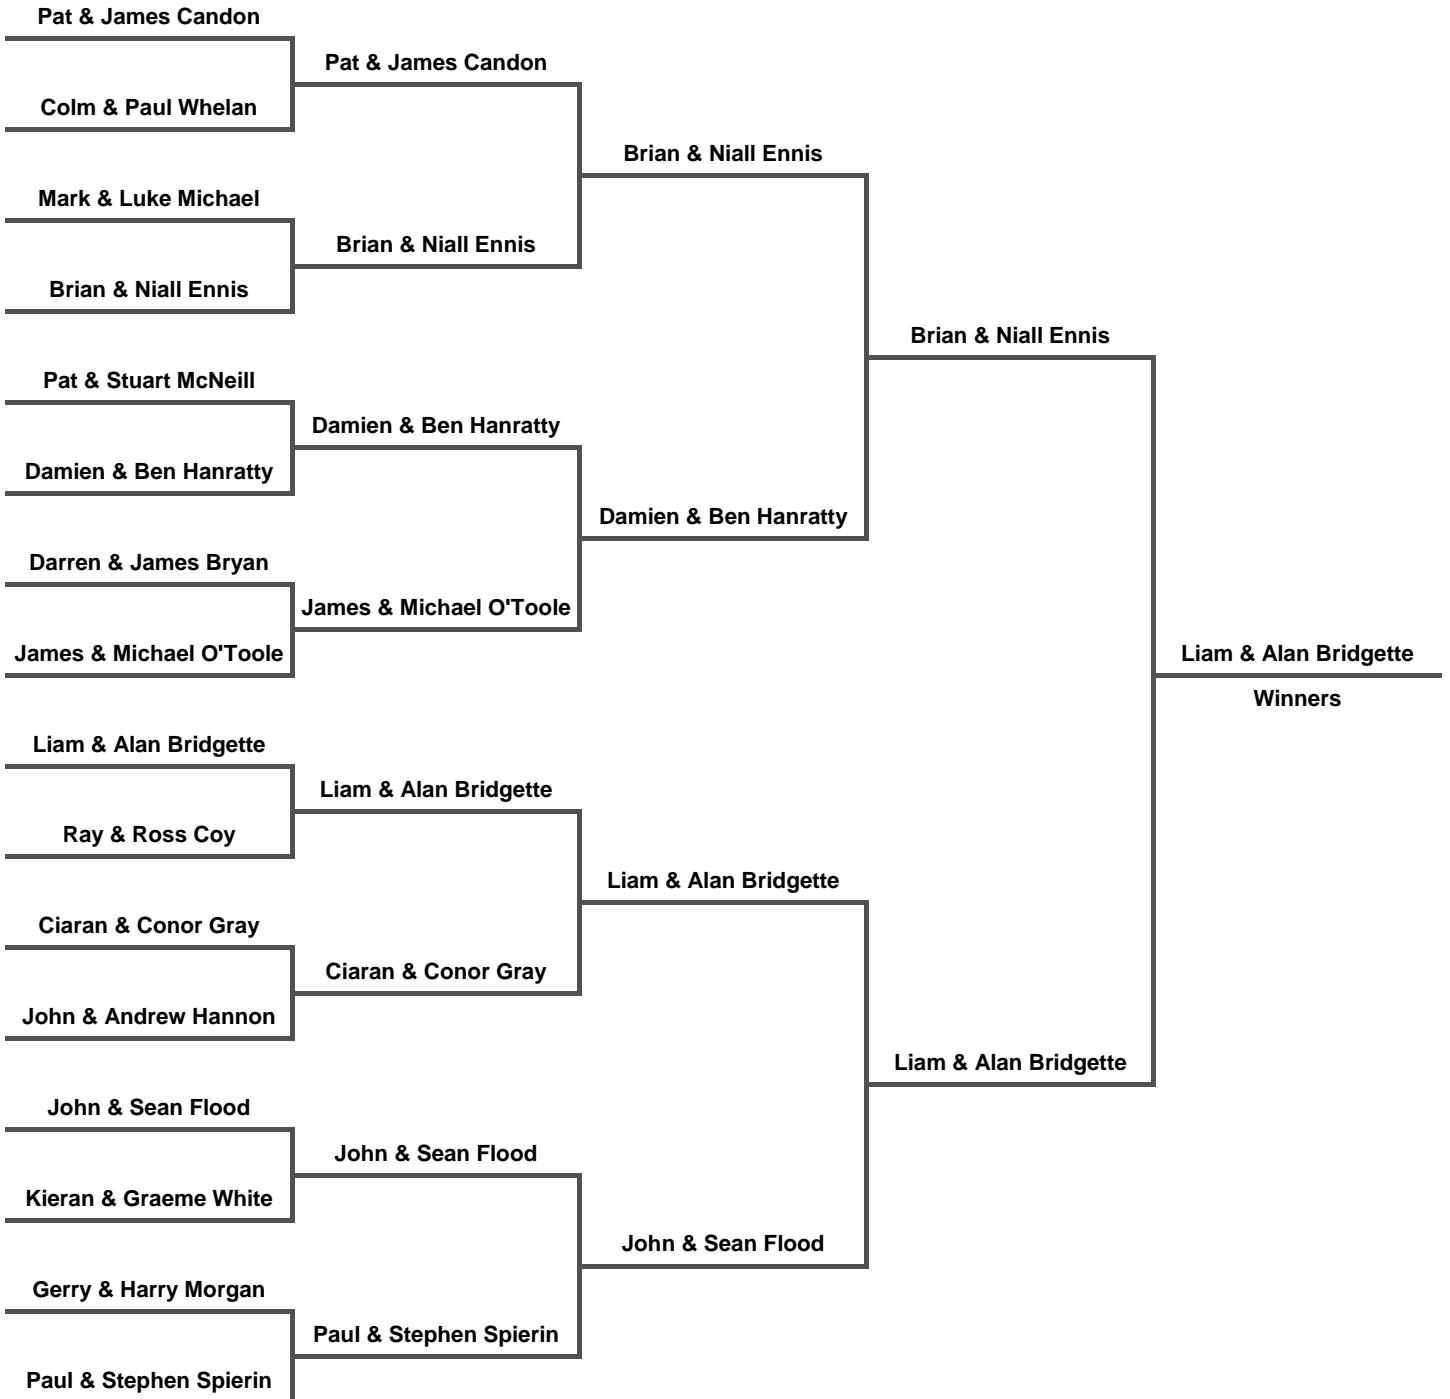 Pat & James Candon
Colm & Paul Whelan
Mark & Luke Michael
Brian & Niall Ennis
Pat & Stuart McNeill
Damien & Ben Hanratty
Darren & James Bryan
James & Michael O'Toole
Liam & Alan Bridgette
Ray & Ross Coy
Ciaran & Conor Gray
John & Andrew Hannon
John & Sean Flood
Kieran & Graeme White
Gerry & Harry Morgan
Paul & Stephen Spierin
Pat & James Candon
Brian & Niall Ennis
Damien & Ben Hanratty
James & Michael O'Toole
Liam & Alan Bridgette
Ciaran & Conor Gray
John & Sean Flood
Paul & Stephen Spierin
Brian & Niall Ennis
Damien & Ben Hanratty
Liam & Alan Bridgette
John & Sean Flood
Brian & Niall Ennis
Liam & Alan Bridgette
Liam & Alan Bridgette
Winners